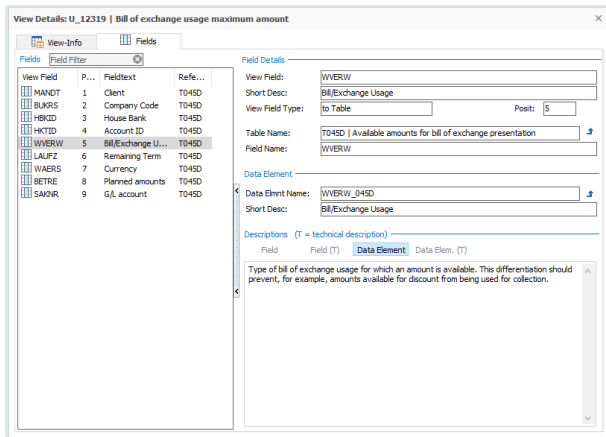 View Details: U_12319 | Bill of exchange usage maximum amount
View-Info
Fields
Fields
Field Filter
View Field P... Fieldtext Refe...
MANDT 1 Client T045D
BUKRS 2 Company Code T045D
HBKID 3 House Bank T045D
HKTID 4 Account ID T045D
WVERW 5 Bill/Exchange U... T045D
LAUFZ 6 Remaining Term T045D
WAERS 7 Currency T045D
BETRE 8 Planned amounts T045D
SAKNR 9 G/L account T045D
Field Details
View Field: WVERW
Short Desc: Bill/Exchange Usage
View Field Type: to Table Posit: 5
Table Name: T045D | Available amounts for bill of exchange presentation
Field Name: WVERW
Data Element
Data Elmnt Name: WVERW_045D
Short Desc: Bill/Exchange Usage
Descriptions (T = technical description)
Field Field (T) Data Element Data Elem. (T)
Type of bill of exchange usage for which an amount is available. This differentiation should
prevent, for example, amounts available for discount from being used for collection.